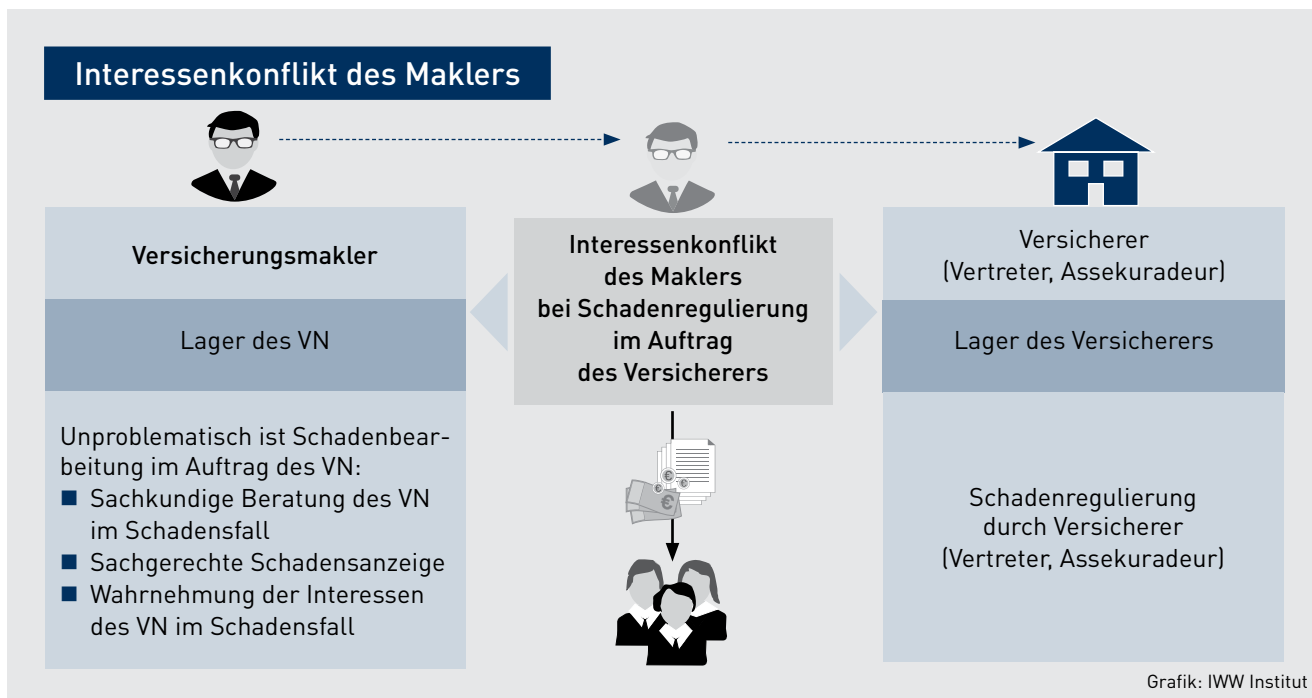 Interessenkonflikt des Maklers
Versicherungsmakler
Lager des VN
Unproblematisch ist Schadenbear-
beitung im Auftrag des VN:
■ Sachkundige Beratung des VN
im Schadensfall
■ Sachgerechte Schadensanzeige
■ Wahrnehmung der Interessen
des VN im Schadensfall
Interessenkonflikt
des Maklers
bei Schadenregulierung
im Auftrag
des Versicherers
€
€
€
€
Versicherer
(Vertreter, Assekuradeur)
Lager des Versicherers
Schadenregulierung
durch Versicherer
(Vertreter, Assekuradeur)
Grafik: IWW Institut